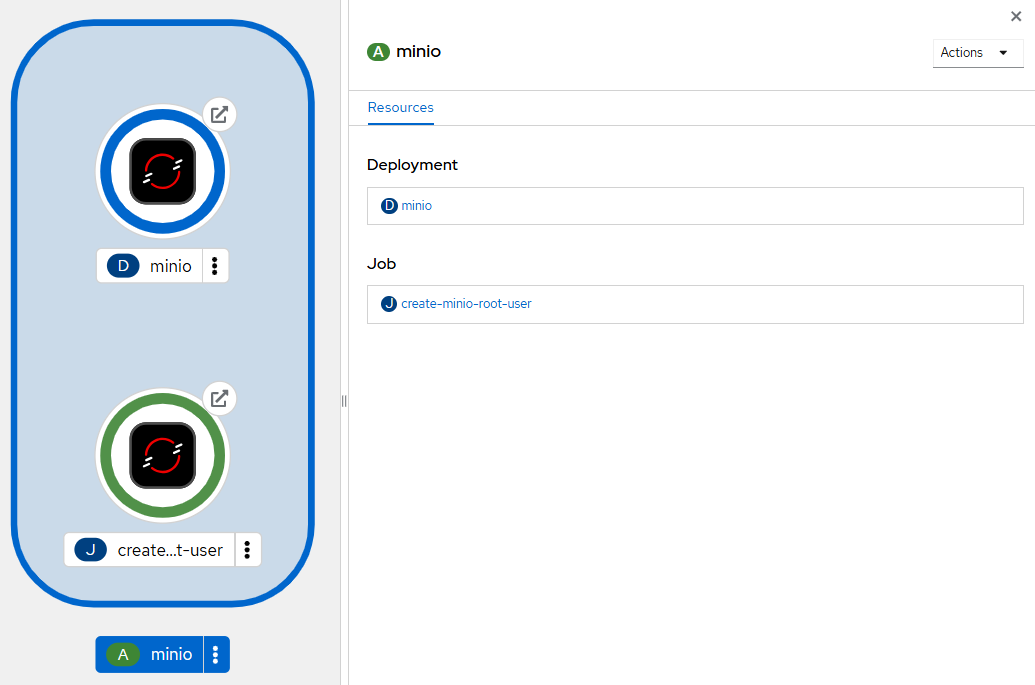 D minio
J create...t-user
A minio
A minio
Actions
Resources
Deployment
D minio
Job
J create-minio-root-user